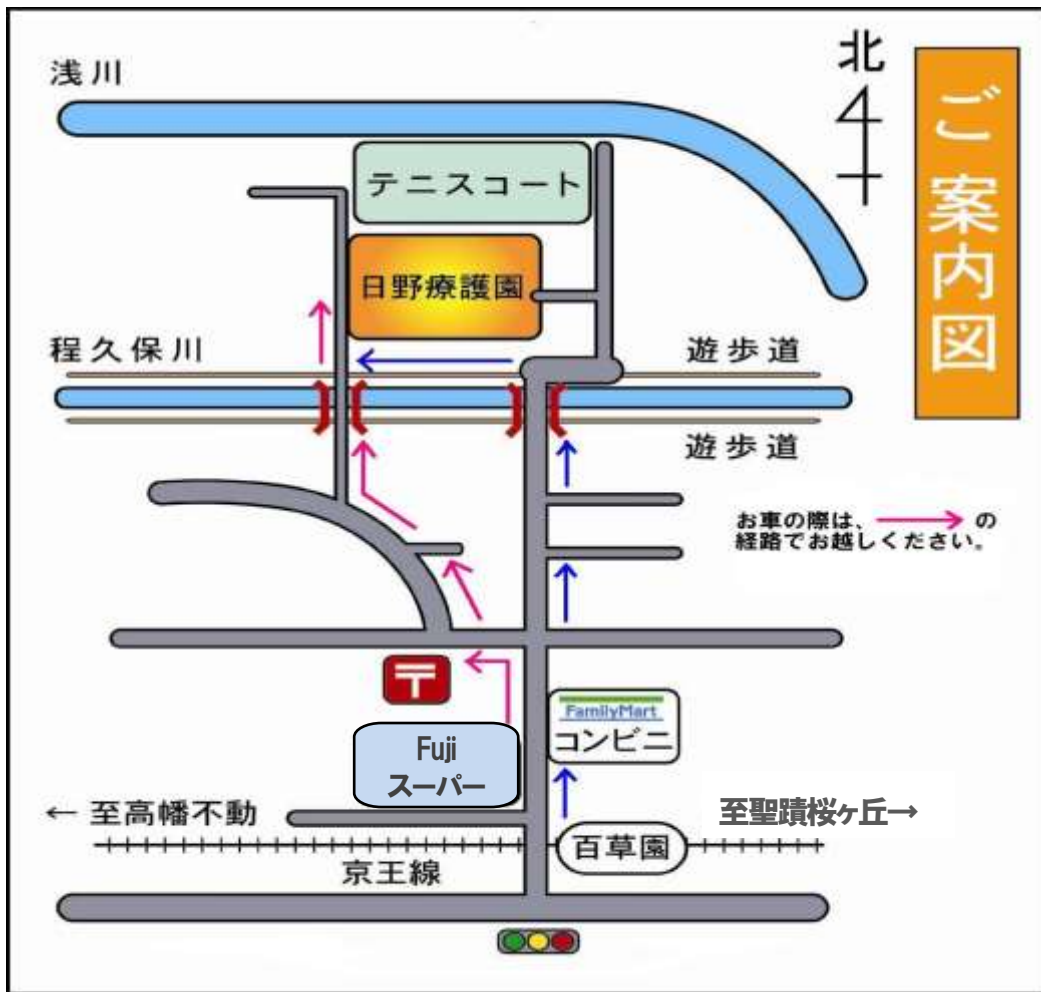 ご案内図
北
浅川
テニスコート
日野療護園
程久保川
遊歩道
遊歩道
お車の際は、 の
経路でお越しください。
〒
FamilyMart
コンビニ
Fuji
スーパー
← 至高幡不動
至聖蹟桜ヶ丘→
百草園
京王線